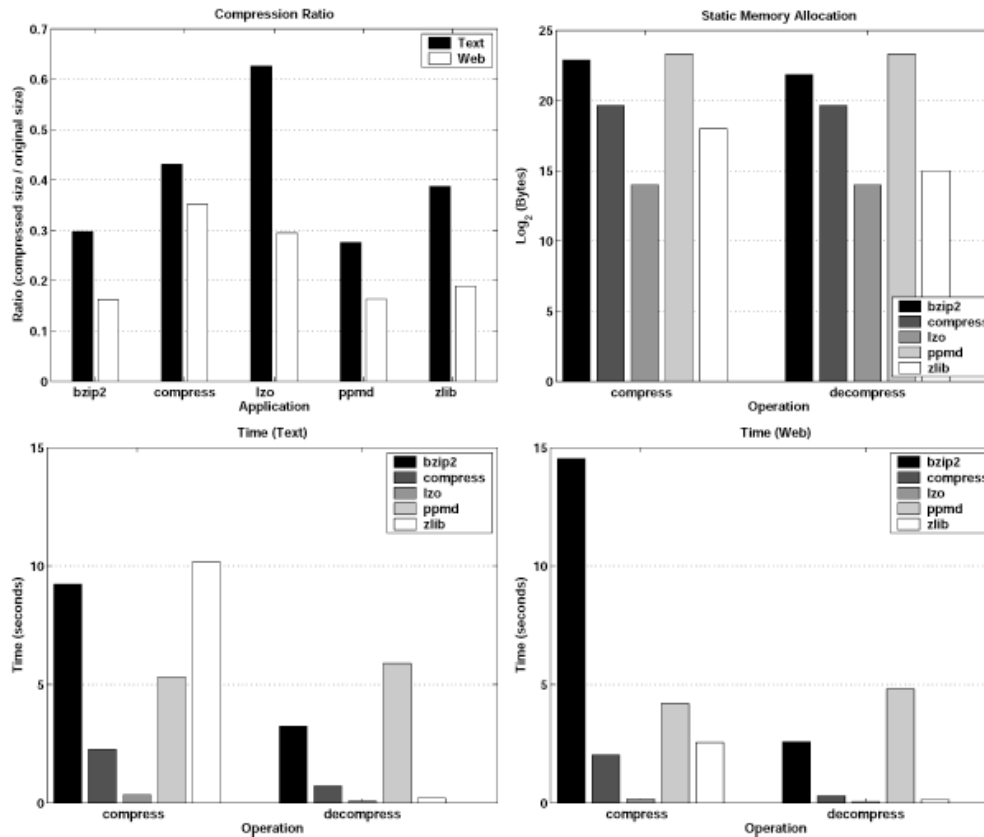 Compression Ratio
0.7
0.6
0.5
0.4
0.3
0.2
0.1
0
Ratio (compressed size / original size)
Text
Web
bzip2 compress lzo ppmd zlib
Application
Static Memory Allocation
25
20
15
10
5
0
Log2 (Bytes)
bzip2
compress
lzo
ppmd
zlib
compress decompress
Operation
Time (Text)
15
10
5
0
Time (seconds)
bzip2
compress
lzo
ppmd
zlib
compress decompress
Operation
Time (Web)
15
10
5
0
Time (seconds)
bzip2
compress
lzo
ppmd
zlib
compress decompress
Operation